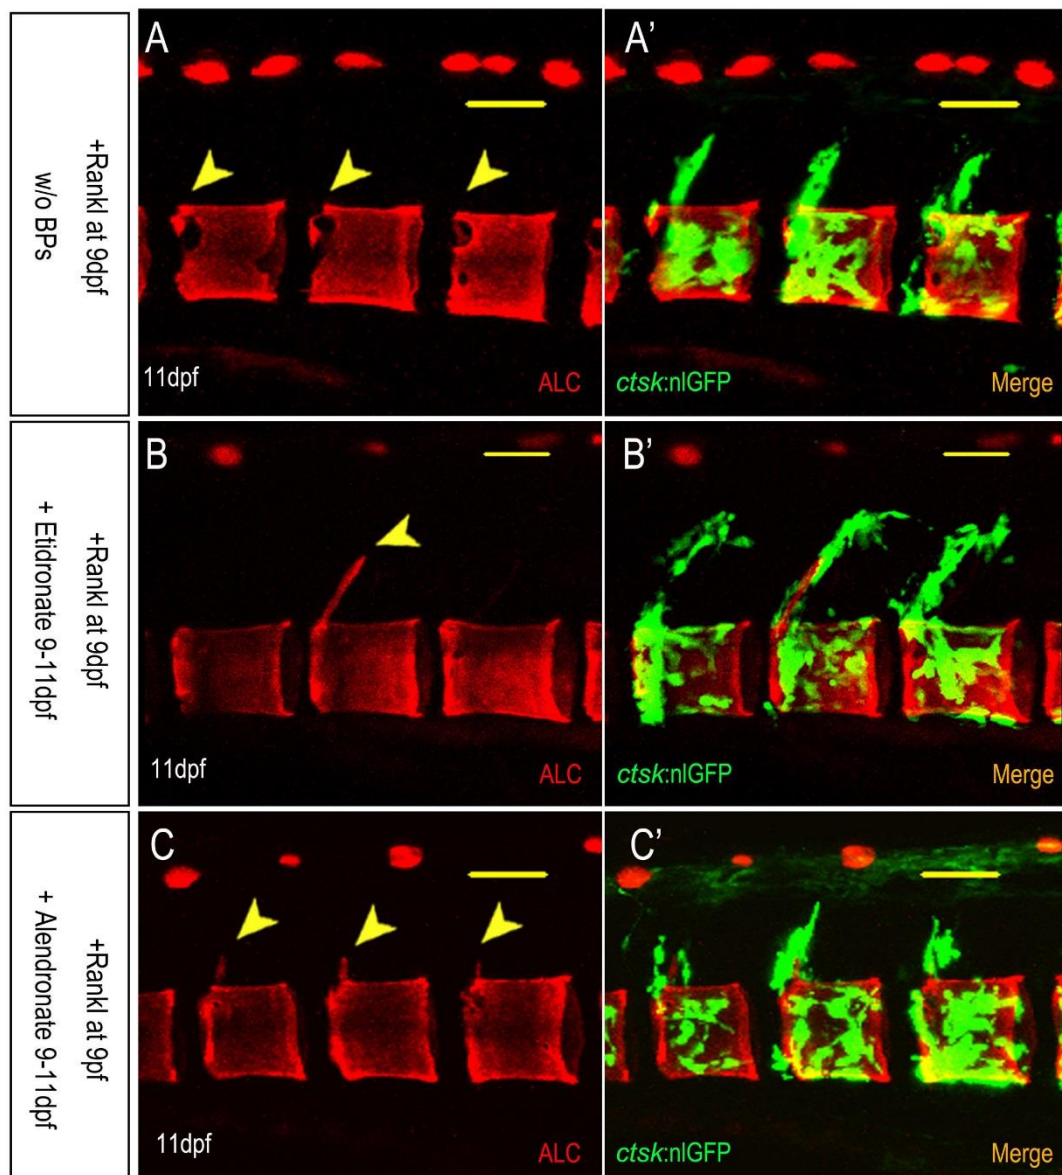 +Rankl at 9dpf
w/o BPs
A
11dpf
ALC
A’
ctsk:nlGFP
Merge
+Rankl at 9dpf
+ Etidronate 9-11dpf
B
11dpf
ALC
B’
ctsk:nlGFP
Merge
+Rankl at 9pf
+ Alendronate 9-11dpf
C
11dpf
ALC
C’
ctsk:nlGFP
Merge